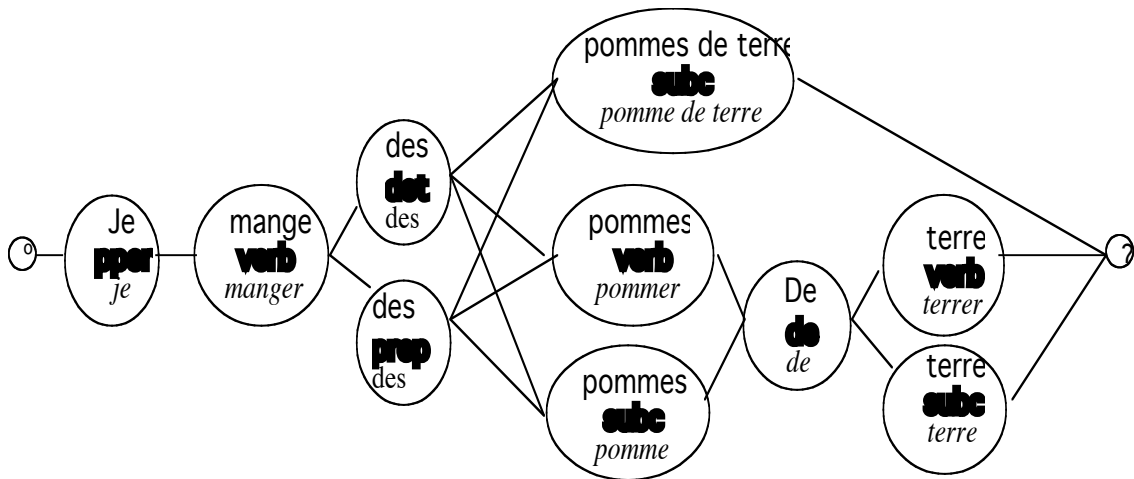 o
Je
pper
je
mange
verb
manger
des
det
des
des
prep
des
pommes de terre
subc
pomme de terre
pommes
verb
pommer
pommes
subc
pomme
De
de
de
terre
verb
terrer
terre
subc
terre